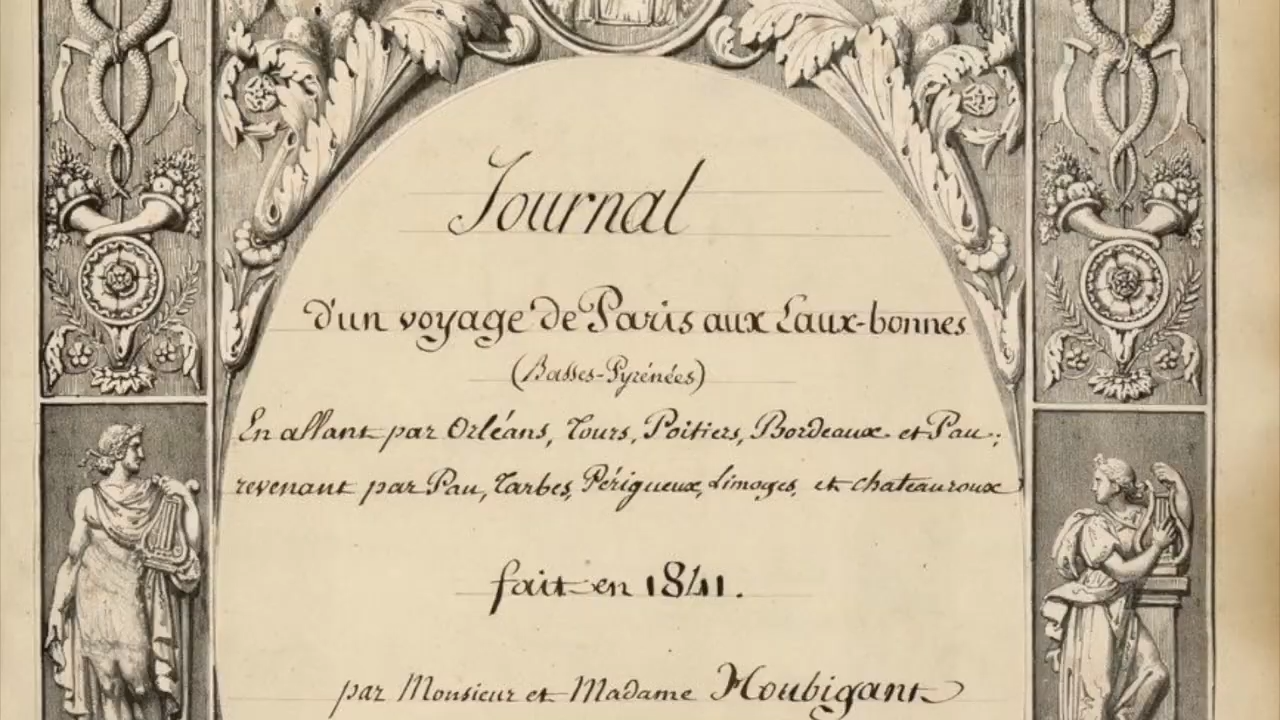 Journal
d'un voyage de Paris aux Eaux-bonnes
(Basses-Pyrénées)
En allant par Orléans, Tours, Poitiers, Bordeaux et Pau;
revenant par Pau, Tarbes, Périgueux, Limoges, et chateauroux
fait en 1841.
par Monsieur et Madame Houbigant